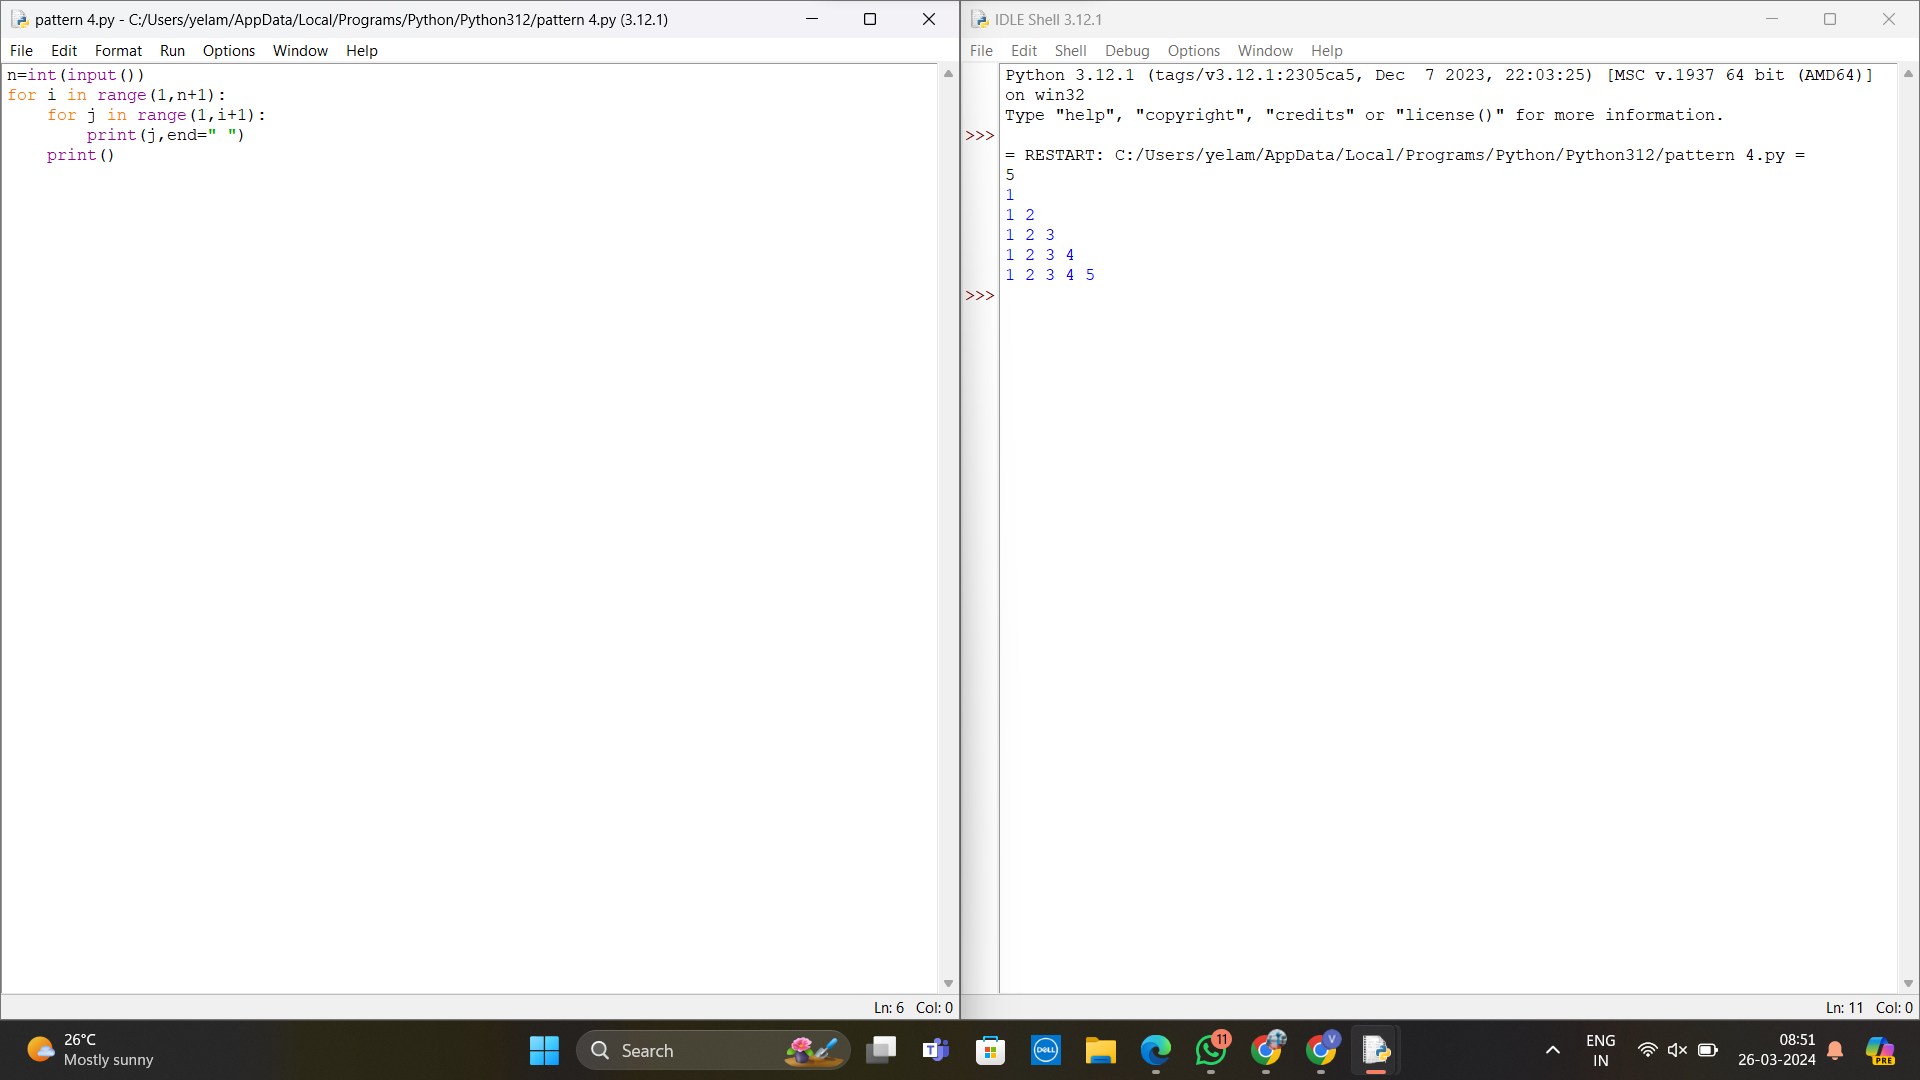 pattern 4.py - C:/Users/yelam/AppData/Local/Programs/Python/Python312/pattern 4.py (3.12.1)
File Edit Format Run Options Window Help
n=int(input())
for i in range(1,n+1):
    for j in range(1,i+1):
        print(j,end=" ")
    print()
Ln: 6 Col: 0
IDLE Shell 3.12.1
File Edit Shell Debug Options Window Help
Python 3.12.1 (tags/v3.12.1:2305ca5, Dec  7 2023, 22:03:25) [MSC v.1937 64 bit (AMD64)]
on win32
Type "help", "copyright", "credits" or "license()" for more information.
>>>
= RESTART: C:/Users/yelam/AppData/Local/Programs/Python/Python312/pattern 4.py =
5
1
1 2
1 2 3
1 2 3 4
1 2 3 4 5
>>>
Ln: 11 Col: 0
26°C
Mostly sunny
Search
T
DELL
11
V
ENG
IN
08:51
26-03-2024
PRE